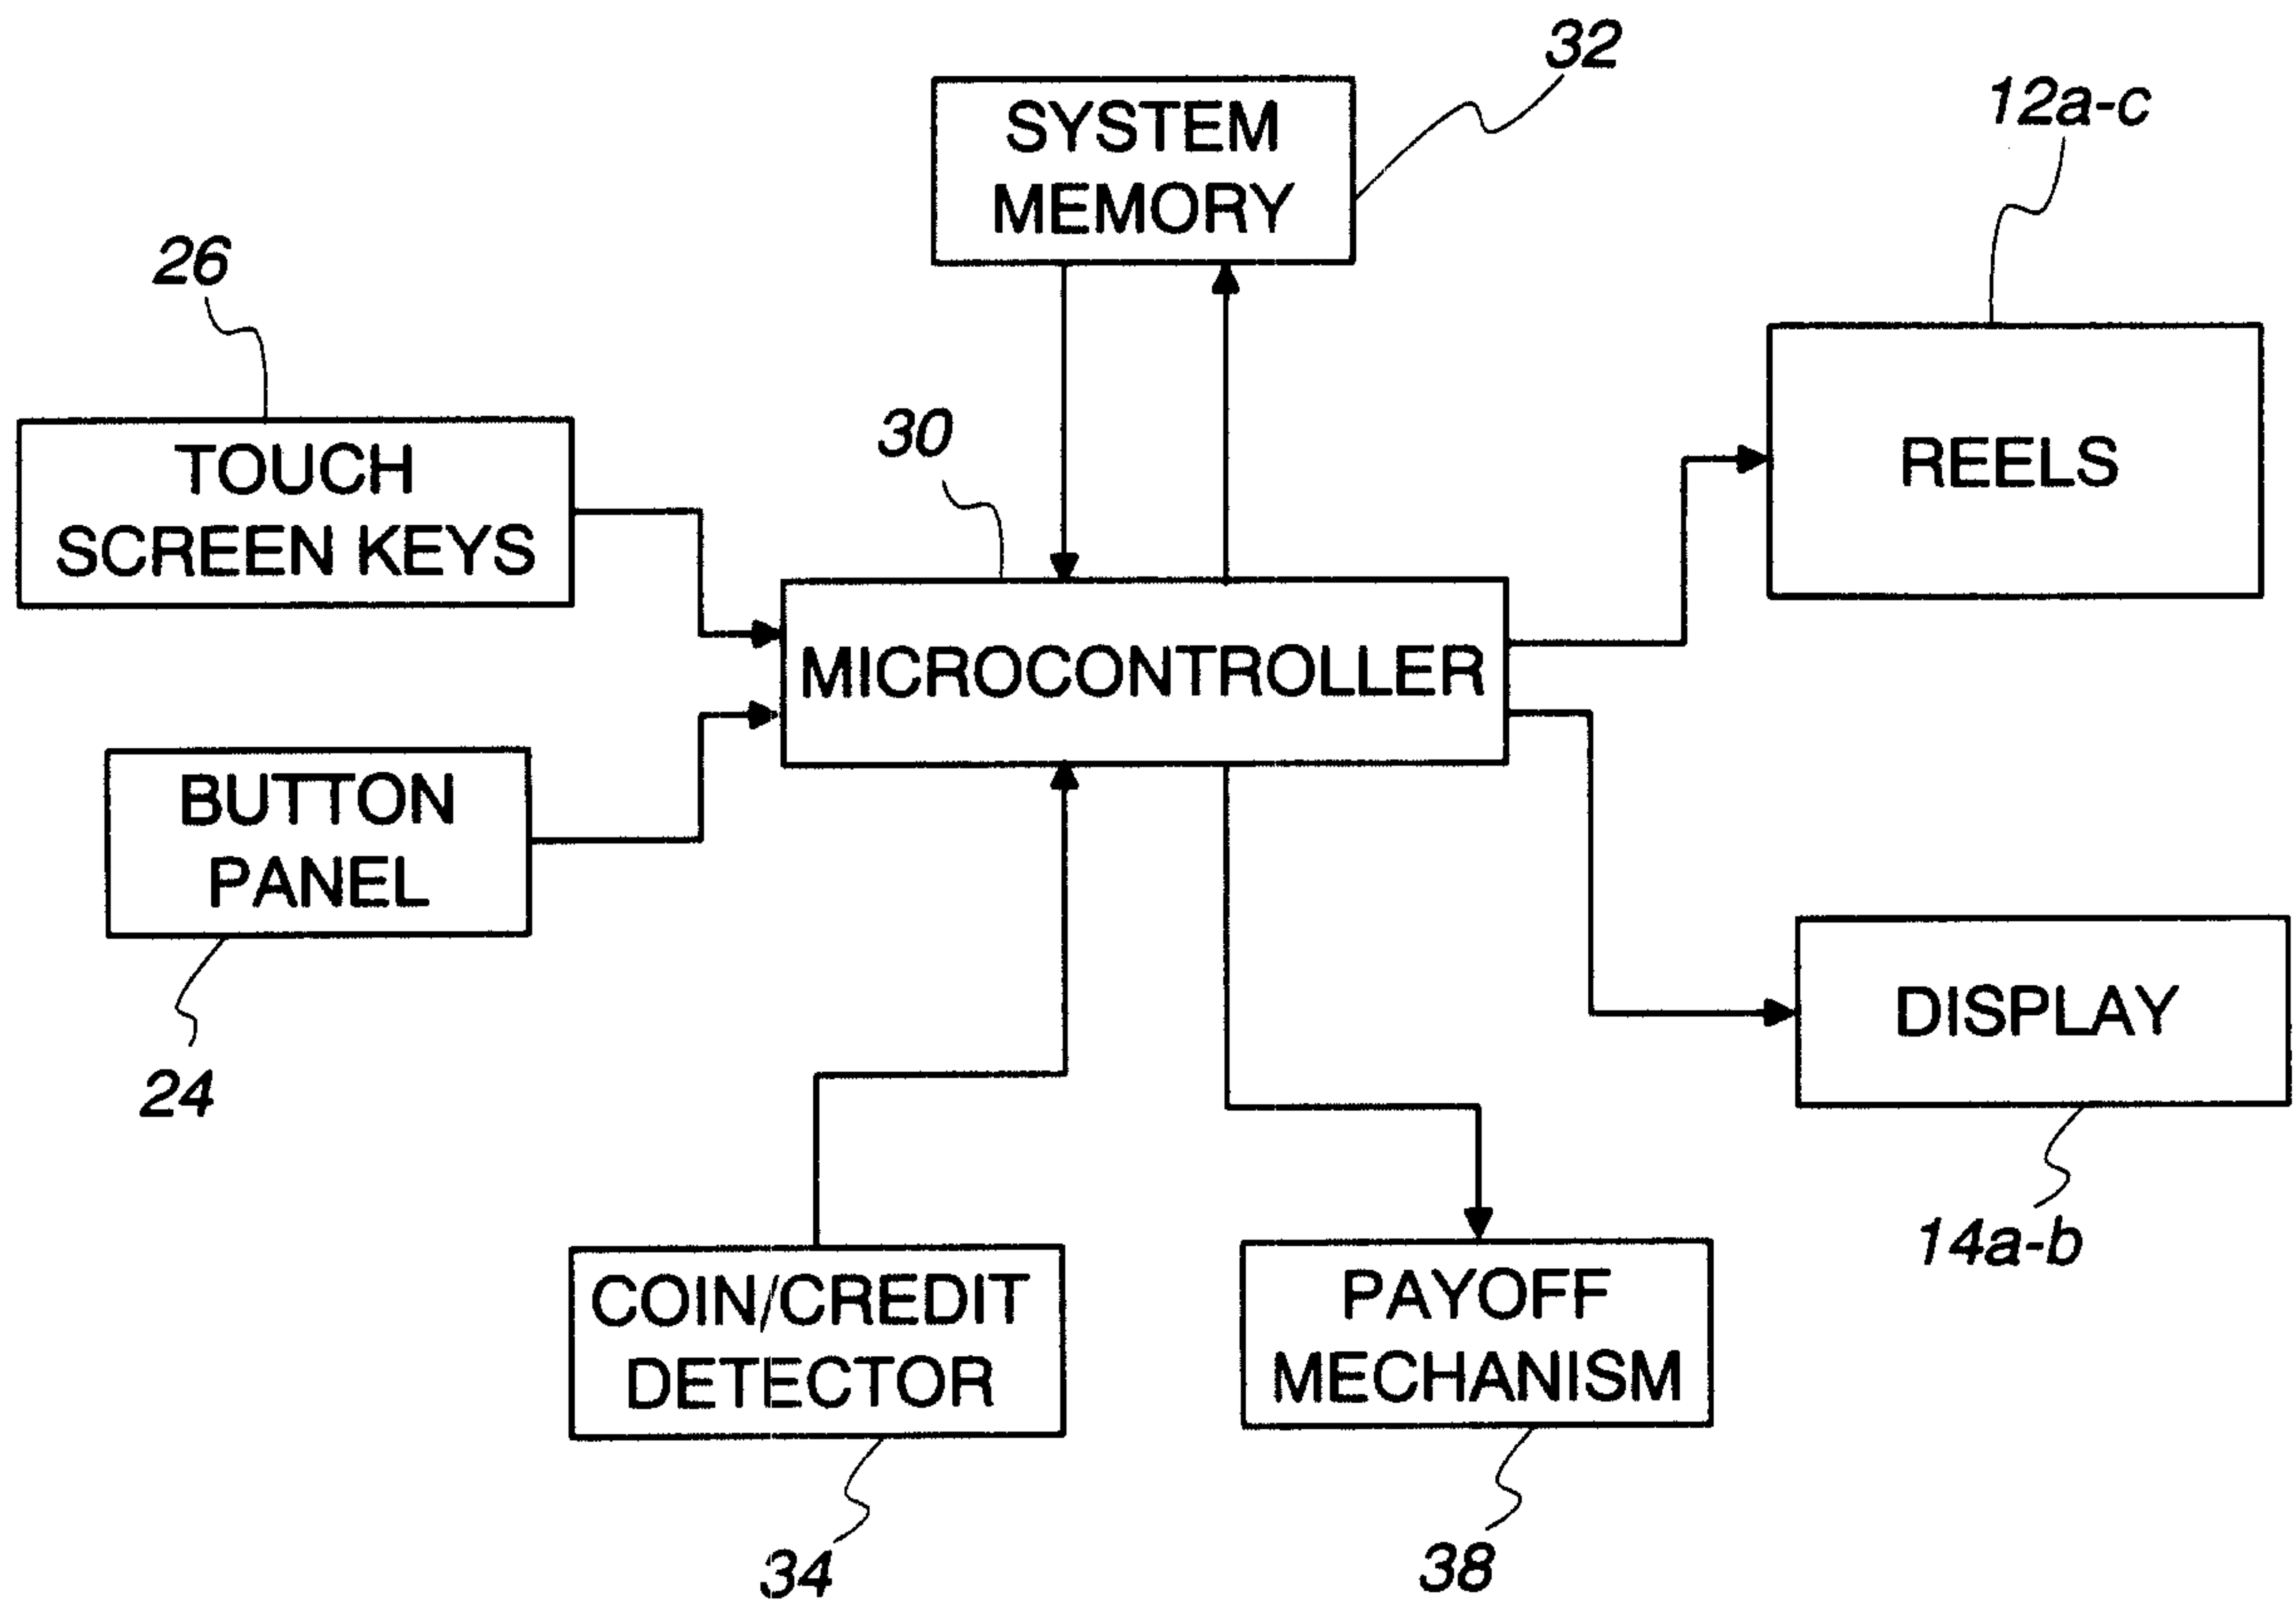 32
SYSTEM
MEMORY
12a-c
26
REELS
30
TOUCH
SCREEN KEYS
MICROCONTROLLER
BUTTON
PANEL
24
DISPLAY
14a-b
COIN/CREDIT
DETECTOR
34
PAYOFF
MECHANISM
38